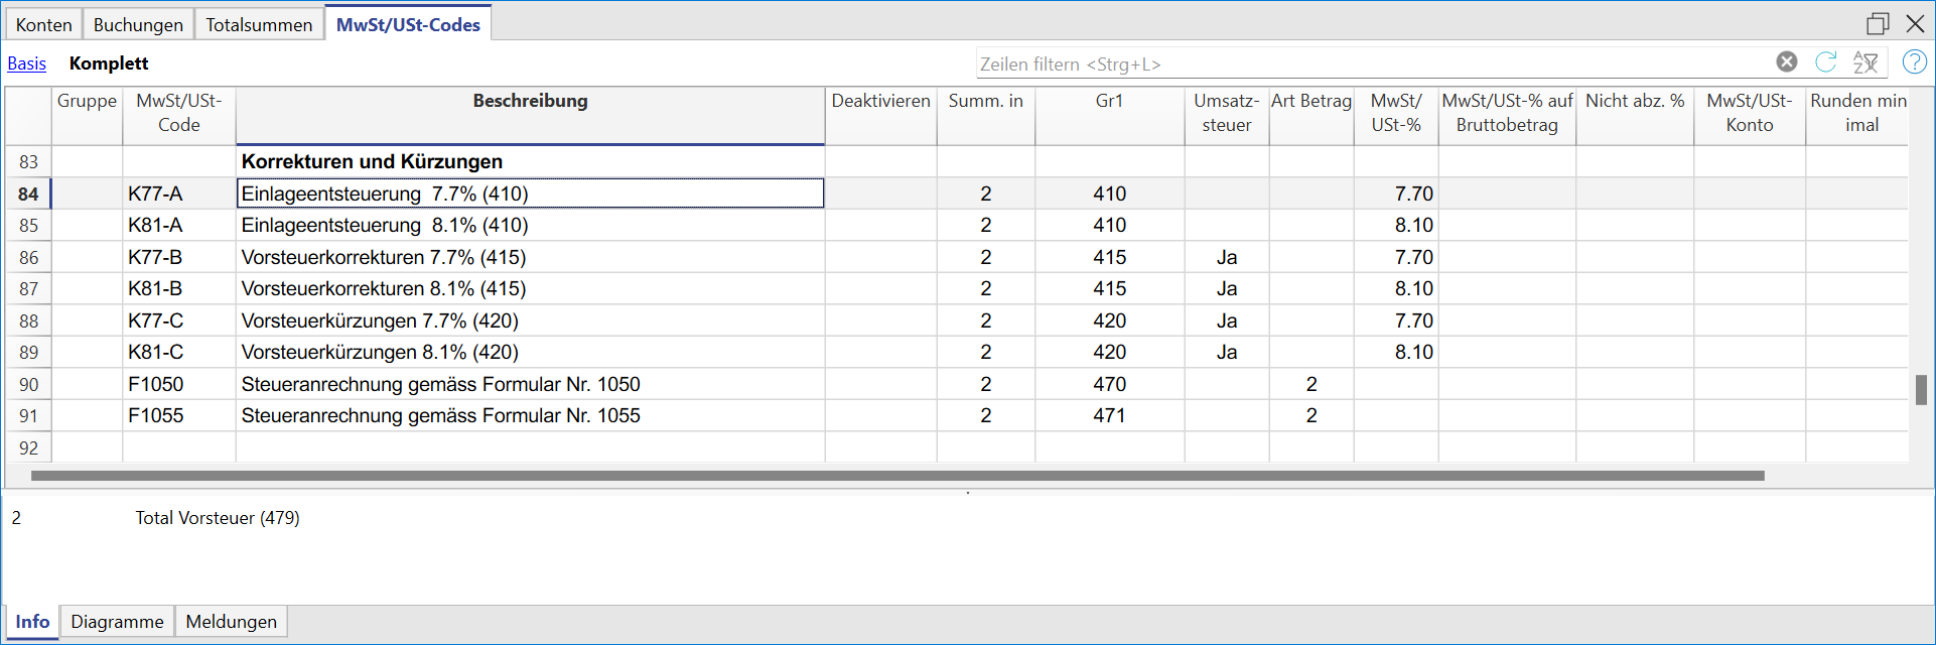 Konten Buchungen Totalsummen MwSt/USt-Codes
Basis Komplett Zeilen filtern <Strg+L>
Gruppe MwSt/USt- Beschreibung Deaktivieren Summ. in Gr1 Umsatz- Art Betrag MwSt/ MwSt/USt-% auf Nicht abz. % MwSt/USt- Runden min
Code steuer USt-% Bruttobetrag Konto imal
83 Korrekturen und Kürzungen
84 K77-A Einlageentsteuerung 7.7% (410) 2 410 7.70
85 K81-A Einlageentsteuerung 8.1% (410) 2 410 8.10
86 K77-B Vorsteuerkorrekturen 7.7% (415) 2 415 Ja 7.70
87 K81-B Vorsteuerkorrekturen 8.1% (415) 2 415 Ja 8.10
88 K77-C Vorsteuerkürzungen 7.7% (420) 2 420 Ja 7.70
89 K81-C Vorsteuerkürzungen 8.1% (420) 2 420 Ja 8.10
90 F1050 Steueranrechnung gemäss Formular Nr. 1050 2 470 2
91 F1055 Steueranrechnung gemäss Formular Nr. 1055 2 471 2
92
2 Total Vorsteuer (479)
Info Diagramme Meldungen